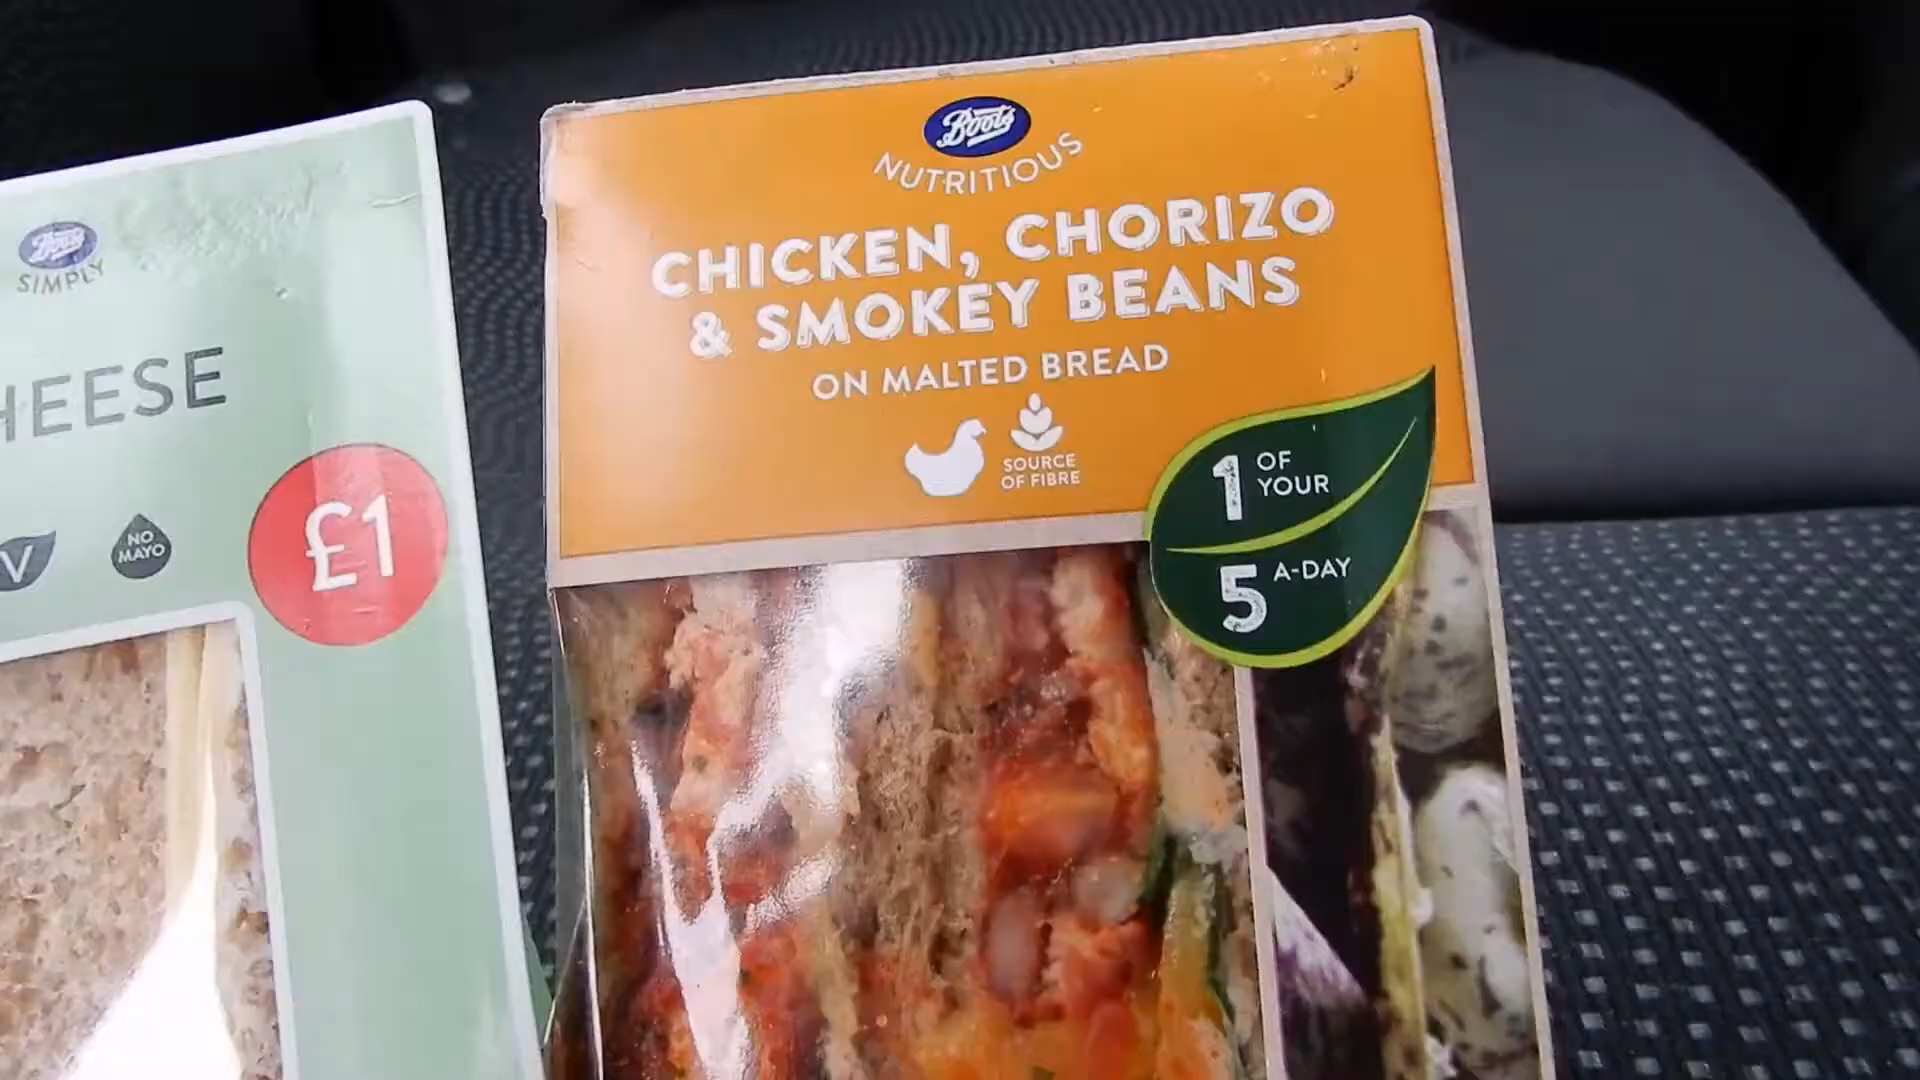 Boots
SIMPLY
HEESE
V
NO
MAYO
£1
Boots
NUTRITIOUS
CHICKEN, CHORIZO
& SMOKEY BEANS
ON MALTED BREAD
SOURCE
OF FIBRE
1 OF
YOUR
5 A-DAY